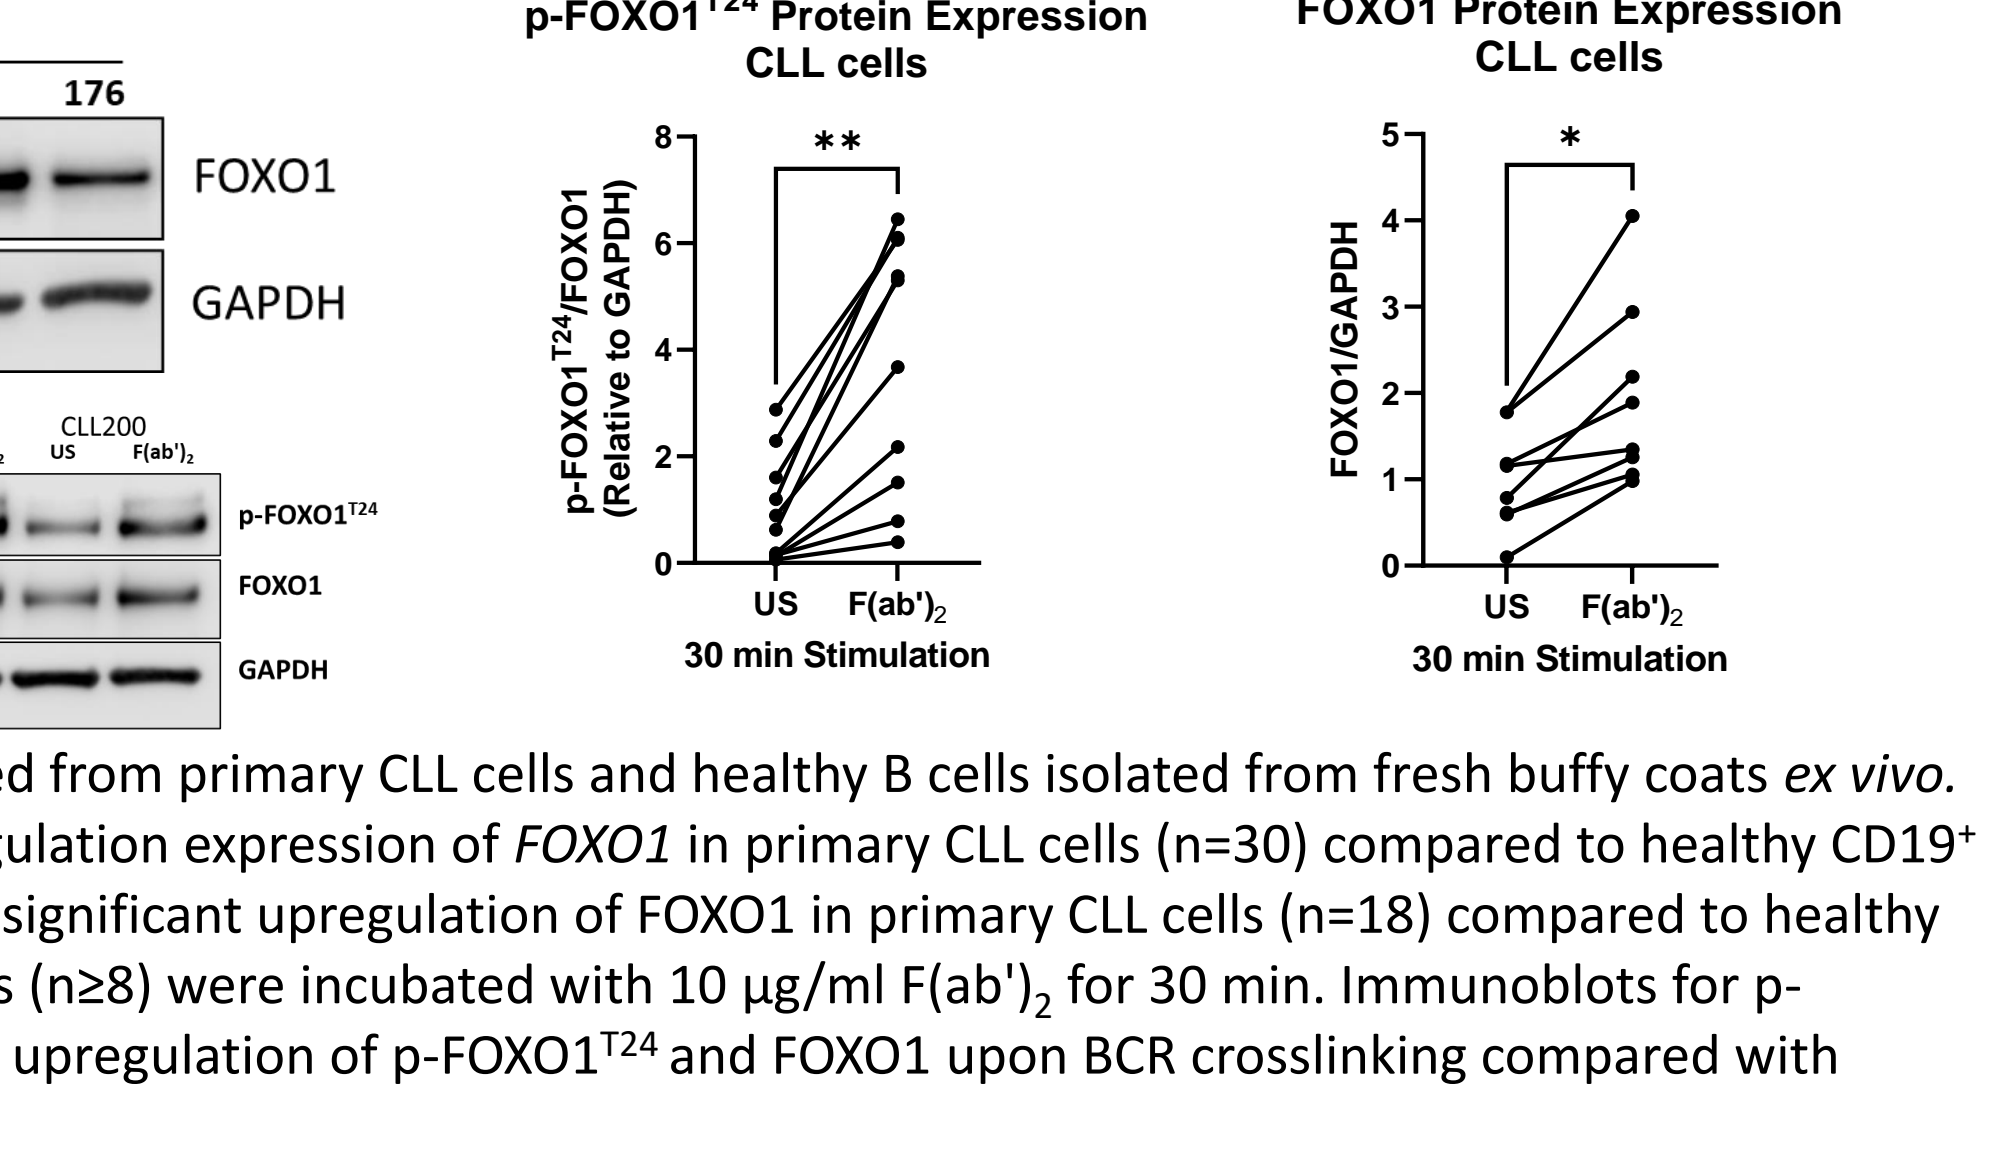 176
FOXO1
GAPDH
CLL200
US F(ab')₂
p-FOXO1ᵀ²⁴
FOXO1
GAPDH
p-FOXO1ᵀ²⁴ Protein Expression
CLL cells
**
p-FOXO1ᵀ²⁴/FOXO1
(Relative to GAPDH)
8
6
4
2
0
US F(ab')₂
30 min Stimulation
FOXO1 Protein Expression
CLL cells
*
FOXO1/GAPDH
5
4
3
2
1
0
US F(ab')₂
30 min Stimulation
from primary CLL cells and healthy B cells isolated from fresh buffy coats ex vivo.
expression of FOXO1 in primary CLL cells (n=30) compared to healthy CD19⁺
significant upregulation of FOXO1 in primary CLL cells (n=18) compared to healthy
(n≥8) were incubated with 10 μg/ml F(ab')₂ for 30 min. Immunoblots for p-
upregulation of p-FOXO1ᵀ²⁴ and FOXO1 upon BCR crosslinking compared with